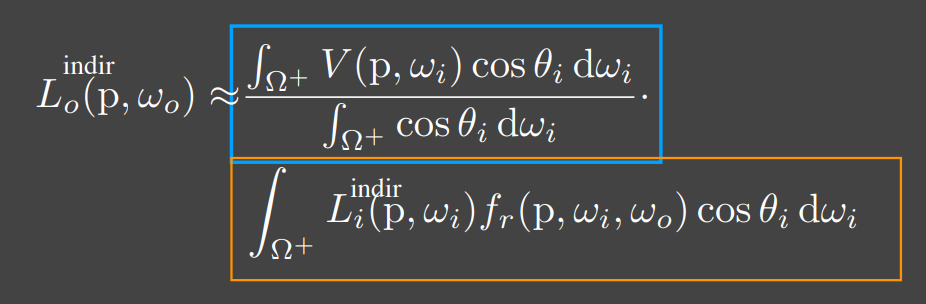 L_o^{indir}(p, ω_o) ≈ \frac{∫_{Ω^+} V(p, ω_i) cos θ_i dω_i}{∫_{Ω^+} cos θ_i dω_i} ·
∫_{Ω^+} L_i^{indir}(p, ω_i) f_r(p, ω_i, ω_o) cos θ_i dω_i